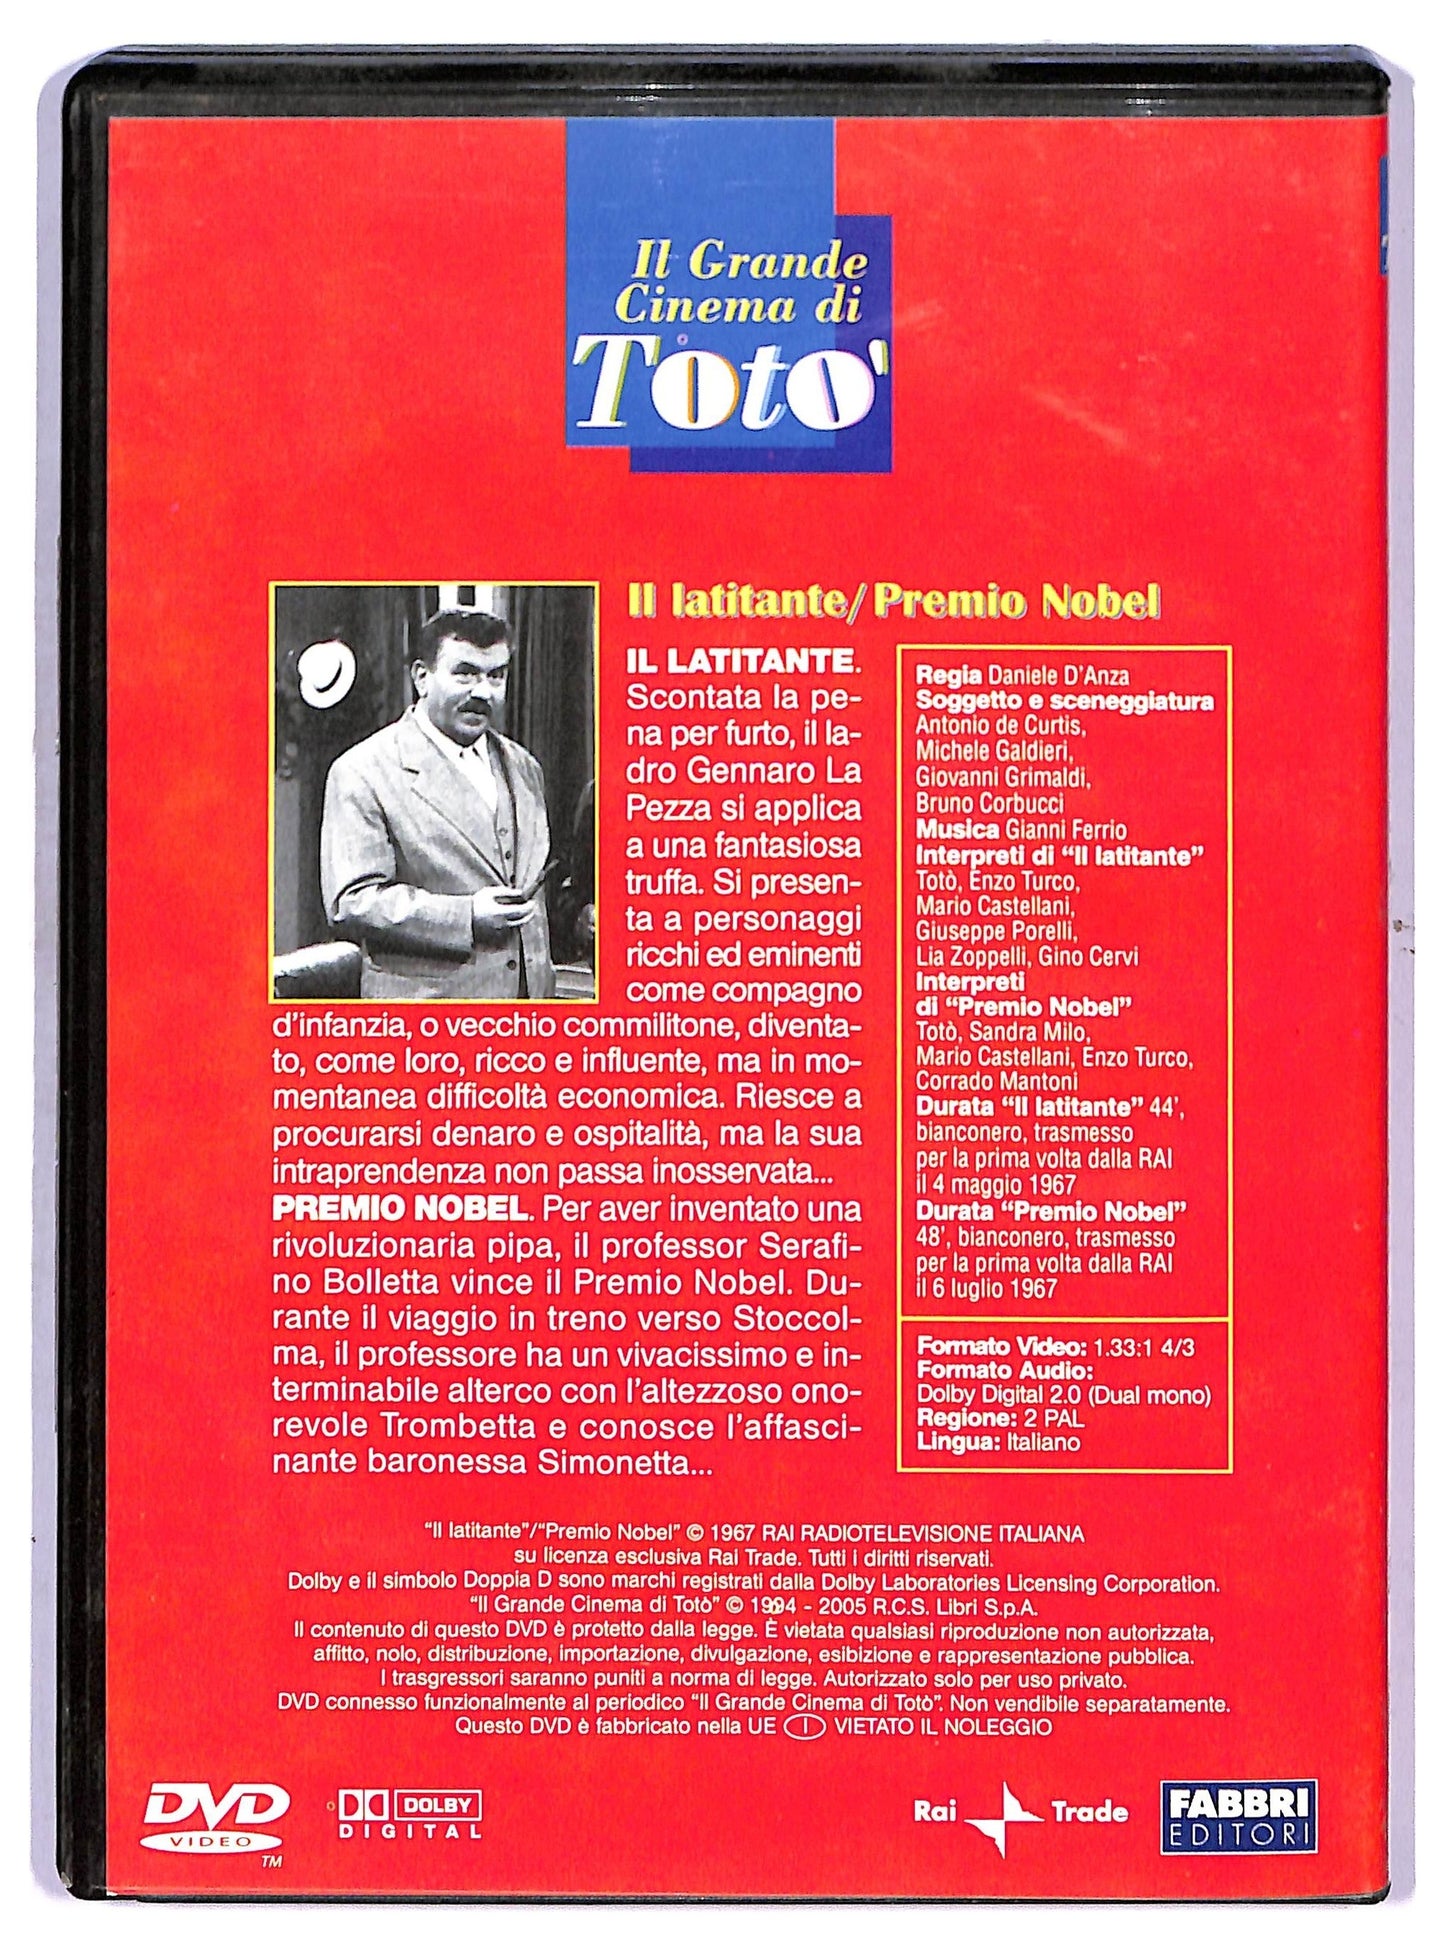 Il Grande
Cinema di
Totò
Il latitante/Premio Nobel
IL LATITANTE.
Scontata la pe-
na per furto, il la-
dro Gennaro La
Pezza si applica
a una fantasiosa
truffa. Si presen-
ta a personaggi
ricchi ed eminenti
come compagno
d'infanzia, o vecchio commilitone, diventa-
to, come loro, ricco e influente, ma in mo-
mentanea difficoltà economica. Riesce a
procurarsi denaro e ospitalità, ma la sua
intraprendenza non passa inosservata...
PREMIO NOBEL. Per aver inventato una
rivoluzionaria pipa, il professor Serafi-
no Bolletta vince il Premio Nobel. Du-
rante il viaggio in treno verso Stoccol-
ma, il professore ha un vivacissimo e in-
terminabile alterco con l'altezzoso ono-
revole Trombetta e conosce l'affasci-
nante baronessa Simonetta...
Regia Daniele D'Anza
Soggetto e sceneggiatura
Antonio de Curtis,
Michele Galdieri,
Giovanni Grimaldi,
Bruno Corbucci
Musica Gianni Ferrio
Interpreti di "Il latitante"
Totò, Enzo Turco,
Mario Castellani,
Giuseppe Porelli,
Lia Zoppelli, Gino Cervi
Interpreti
di "Premio Nobel"
Totò, Sandra Milo,
Mario Castellani, Enzo Turco,
Corrado Mantoni
Durata "Il latitante" 44',
bianconero, trasmesso
per la prima volta dalla RAI
il 4 maggio 1967
Durata "Premio Nobel"
48', bianconero, trasmesso
per la prima volta dalla RAI
il 6 luglio 1967
Formato Video: 1.33:1 4/3
Formato Audio:
Dolby Digital 2.0 (Dual mono)
Regione: 2 PAL
Lingua: Italiano
"Il latitante"/"Premio Nobel" © 1967 RAI RADIOTELEVISIONE ITALIANA
su licenza esclusiva Rai Trade. Tutti i diritti riservati.
Dolby e il simbolo Doppia D sono marchi registrati dalla Dolby Laboratories Licensing Corporation.
"Il Grande Cinema di Totò" © 1994 - 2005 R.C.S. Libri S.p.A.
Il contenuto di questo DVD è protetto dalla legge. È vietata qualsiasi riproduzione non autorizzata,
affitto, nolo, distribuzione, importazione, divulgazione, esibizione e rappresentazione pubblica.
I trasgressori saranno puniti a norma di legge. Autorizzato solo per uso privato.
DVD connesso funzionalmente al periodico "Il Grande Cinema di Totò". Non vendibile separatamente.
Questo DVD è fabbricato nella UE I VIETATO IL NOLEGGIO
DVD
VIDEO
TM
DOLBY
DIGITAL
Rai Trade
FABBRI
EDITORI